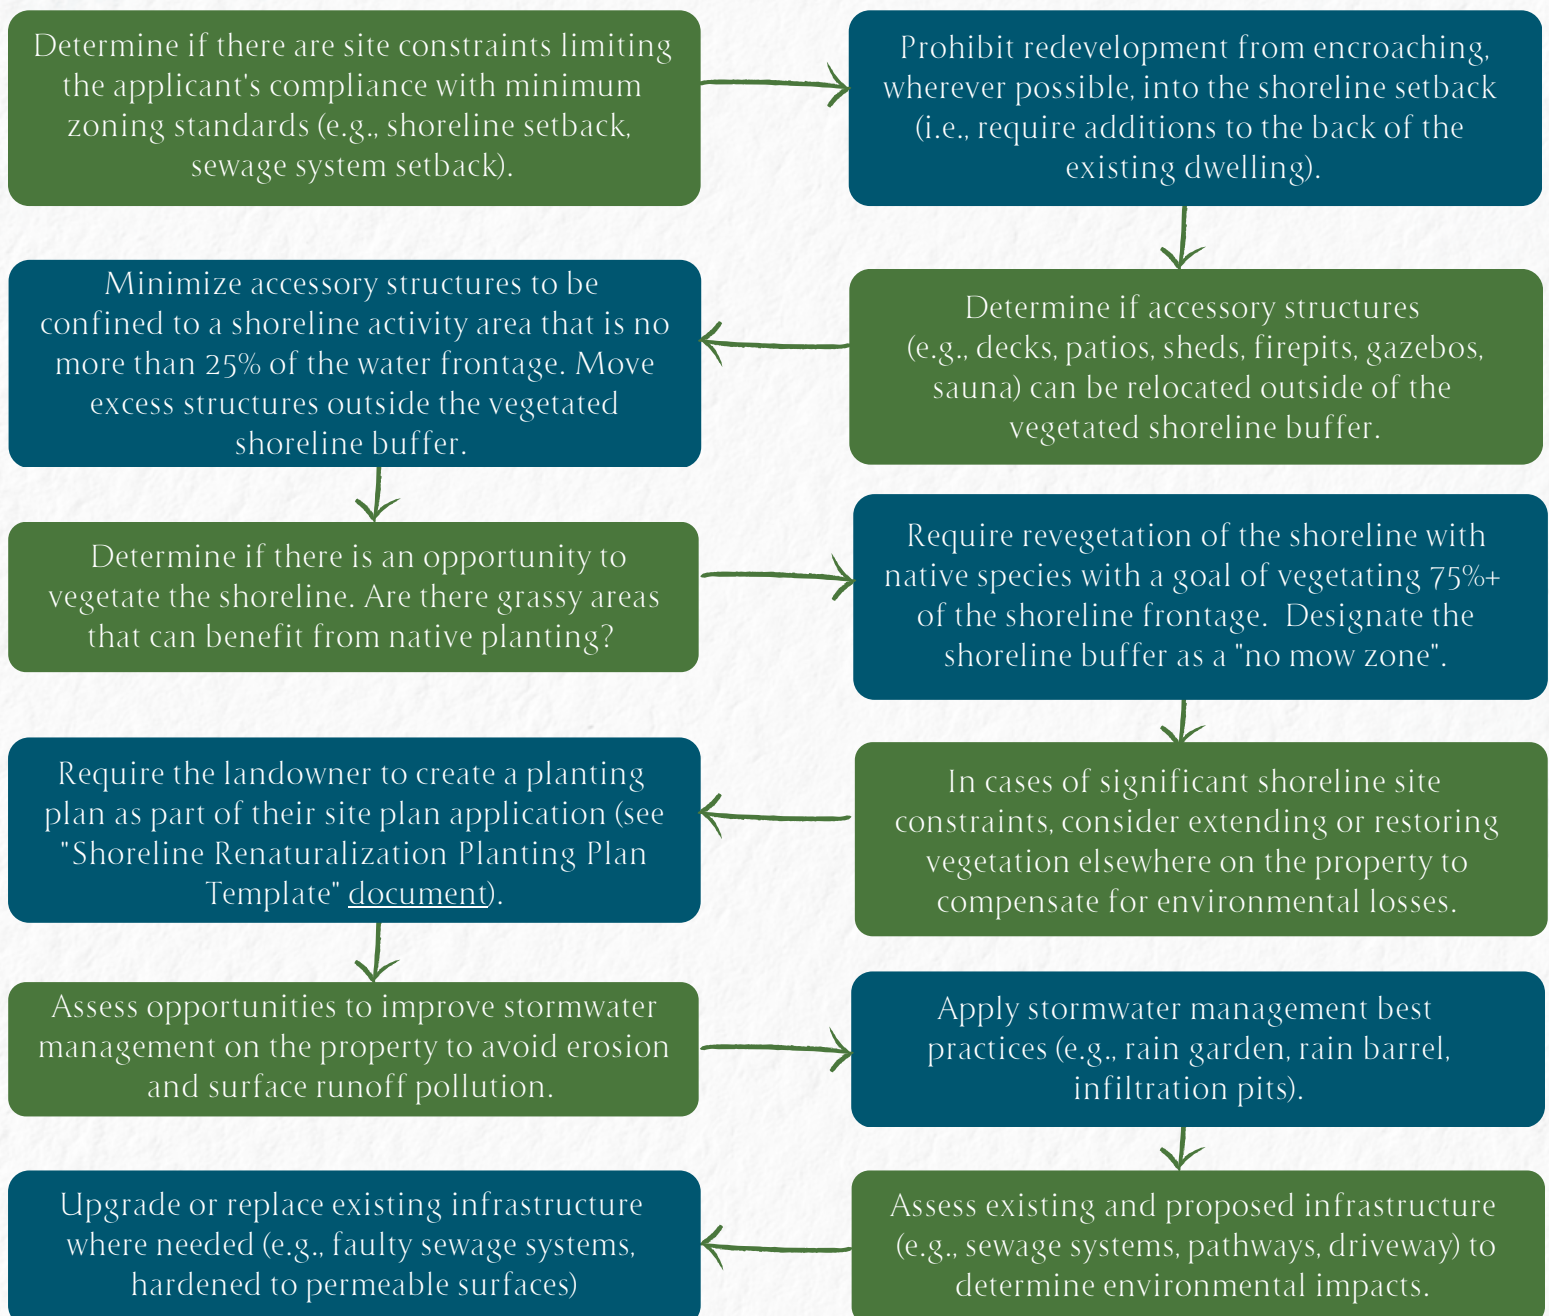 Determine if there are site constraints limiting
the applicant's compliance with minimum
zoning standards (e.g., shoreline setback,
sewage system setback).
Prohibit redevelopment from encroaching,
wherever possible, into the shoreline setback
(i.e., require additions to the back of the
existing dwelling).
Determine if accessory structures
(e.g., decks, patios, sheds, firepits, gazebos,
sauna) can be relocated outside of the
vegetated shoreline buffer.
Minimize accessory structures to be
confined to a shoreline activity area that is no
more than 25% of the water frontage. Move
excess structures outside the vegetated
shoreline buffer.
Determine if there is an opportunity to
vegetate the shoreline. Are there grassy areas
that can benefit from native planting?
Require revegetation of the shoreline with
native species with a goal of vegetating 75%+
of the shoreline frontage.  Designate the
shoreline buffer as a "no mow zone".
In cases of significant shoreline site
constraints, consider extending or restoring
vegetation elsewhere on the property to
compensate for environmental losses.
Require the landowner to create a planting
plan as part of their site plan application (see
"Shoreline Renaturalization Planting Plan
Template" document).
Assess opportunities to improve stormwater
management on the property to avoid erosion
and surface runoff pollution.
Apply stormwater management best
practices (e.g., rain garden, rain barrel,
infiltration pits).
Assess existing and proposed infrastructure
(e.g., sewage systems, pathways, driveway) to
determine environmental impacts.
Upgrade or replace existing infrastructure
where needed (e.g., faulty sewage systems,
hardened to permeable surfaces)